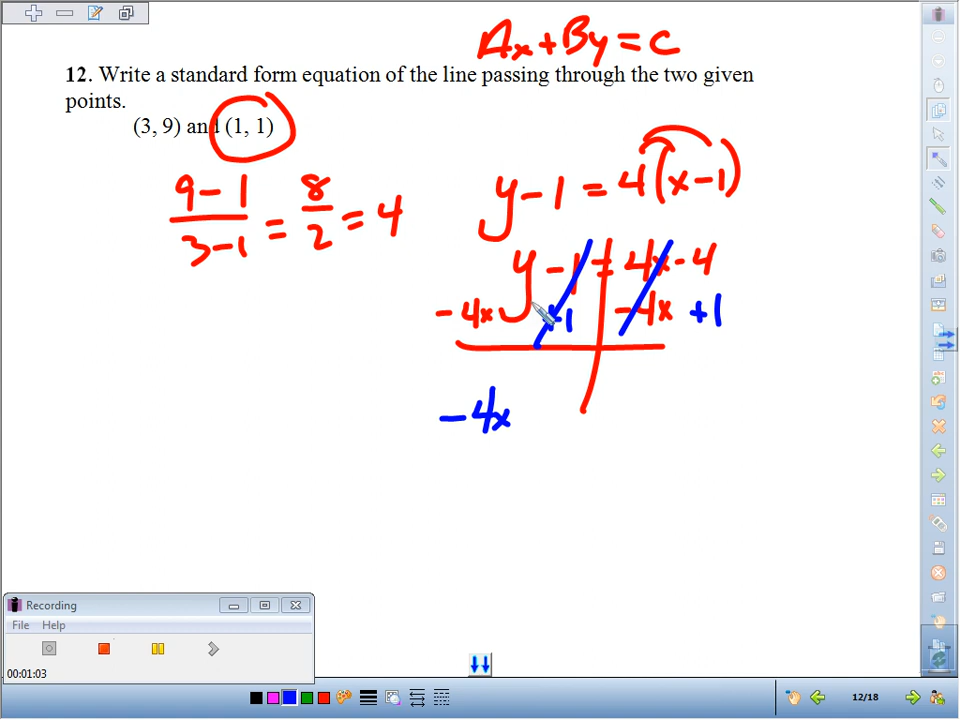 Ax + By = C
12. Write a standard form equation of the line passing through the two given
points.
(3, 9) and (1, 1)
9 - 1 / 3 - 1 = 8 / 2 = 4
y - 1 = 4(x - 1)
y - 1 = 4x - 4
- 4x +1 - 4x +1
- 4x
Recording
File Help
00:01:03
12/18